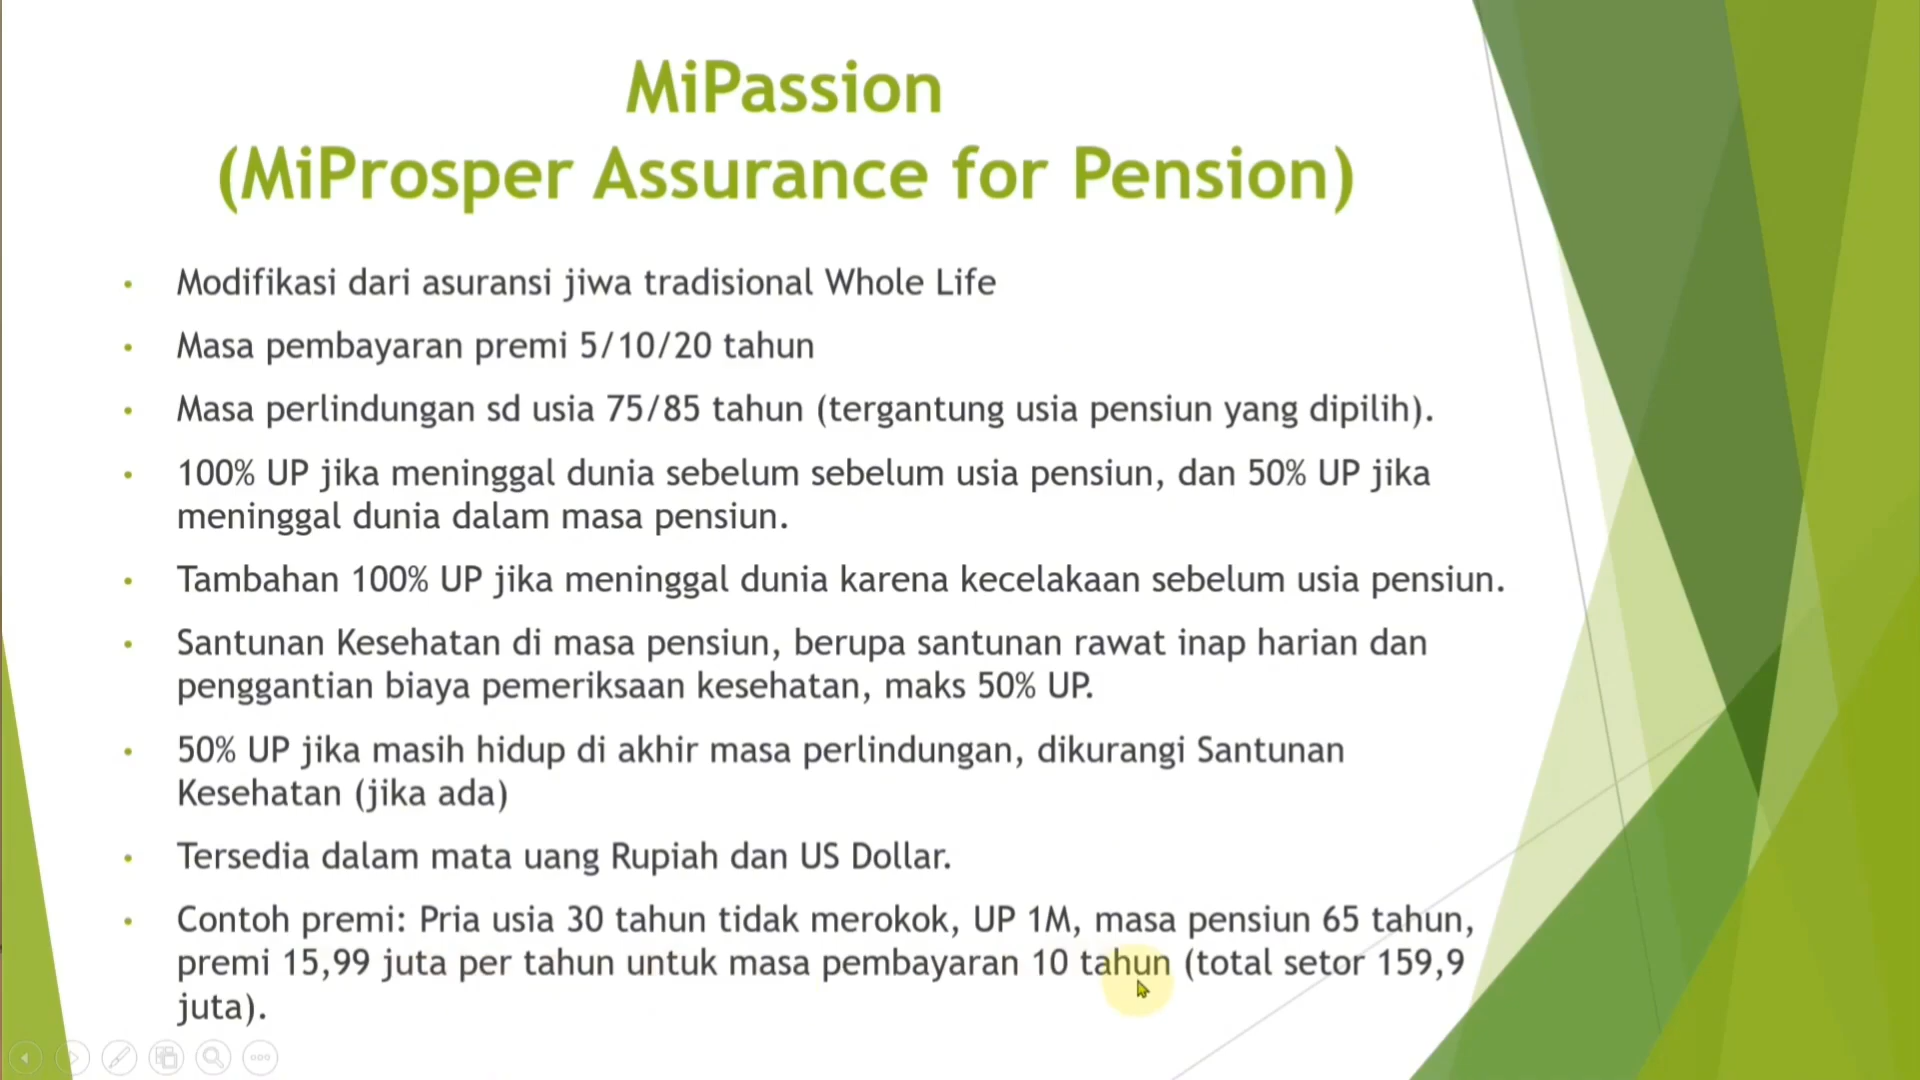 MiPassion
(MiProsper Assurance for Pension)
• Modifikasi dari asuransi jiwa tradisional Whole Life
• Masa pembayaran premi 5/10/20 tahun
• Masa perlindungan sd usia 75/85 tahun (tergantung usia pensiun yang dipilih).
• 100% UP jika meninggal dunia sebelum sebelum usia pensiun, dan 50% UP jika
meninggal dunia dalam masa pensiun.
• Tambahan 100% UP jika meninggal dunia karena kecelakaan sebelum usia pensiun.
• Santunan Kesehatan di masa pensiun, berupa santunan rawat inap harian dan
penggantian biaya pemeriksaan kesehatan, maks 50% UP.
• 50% UP jika masih hidup di akhir masa perlindungan, dikurangi Santunan
Kesehatan (jika ada)
• Tersedia dalam mata uang Rupiah dan US Dollar.
• Contoh premi: Pria usia 30 tahun tidak merokok, UP 1M, masa pensiun 65 tahun,
premi 15,99 juta per tahun untuk masa pembayaran 10 tahun (total setor 159,9
juta).